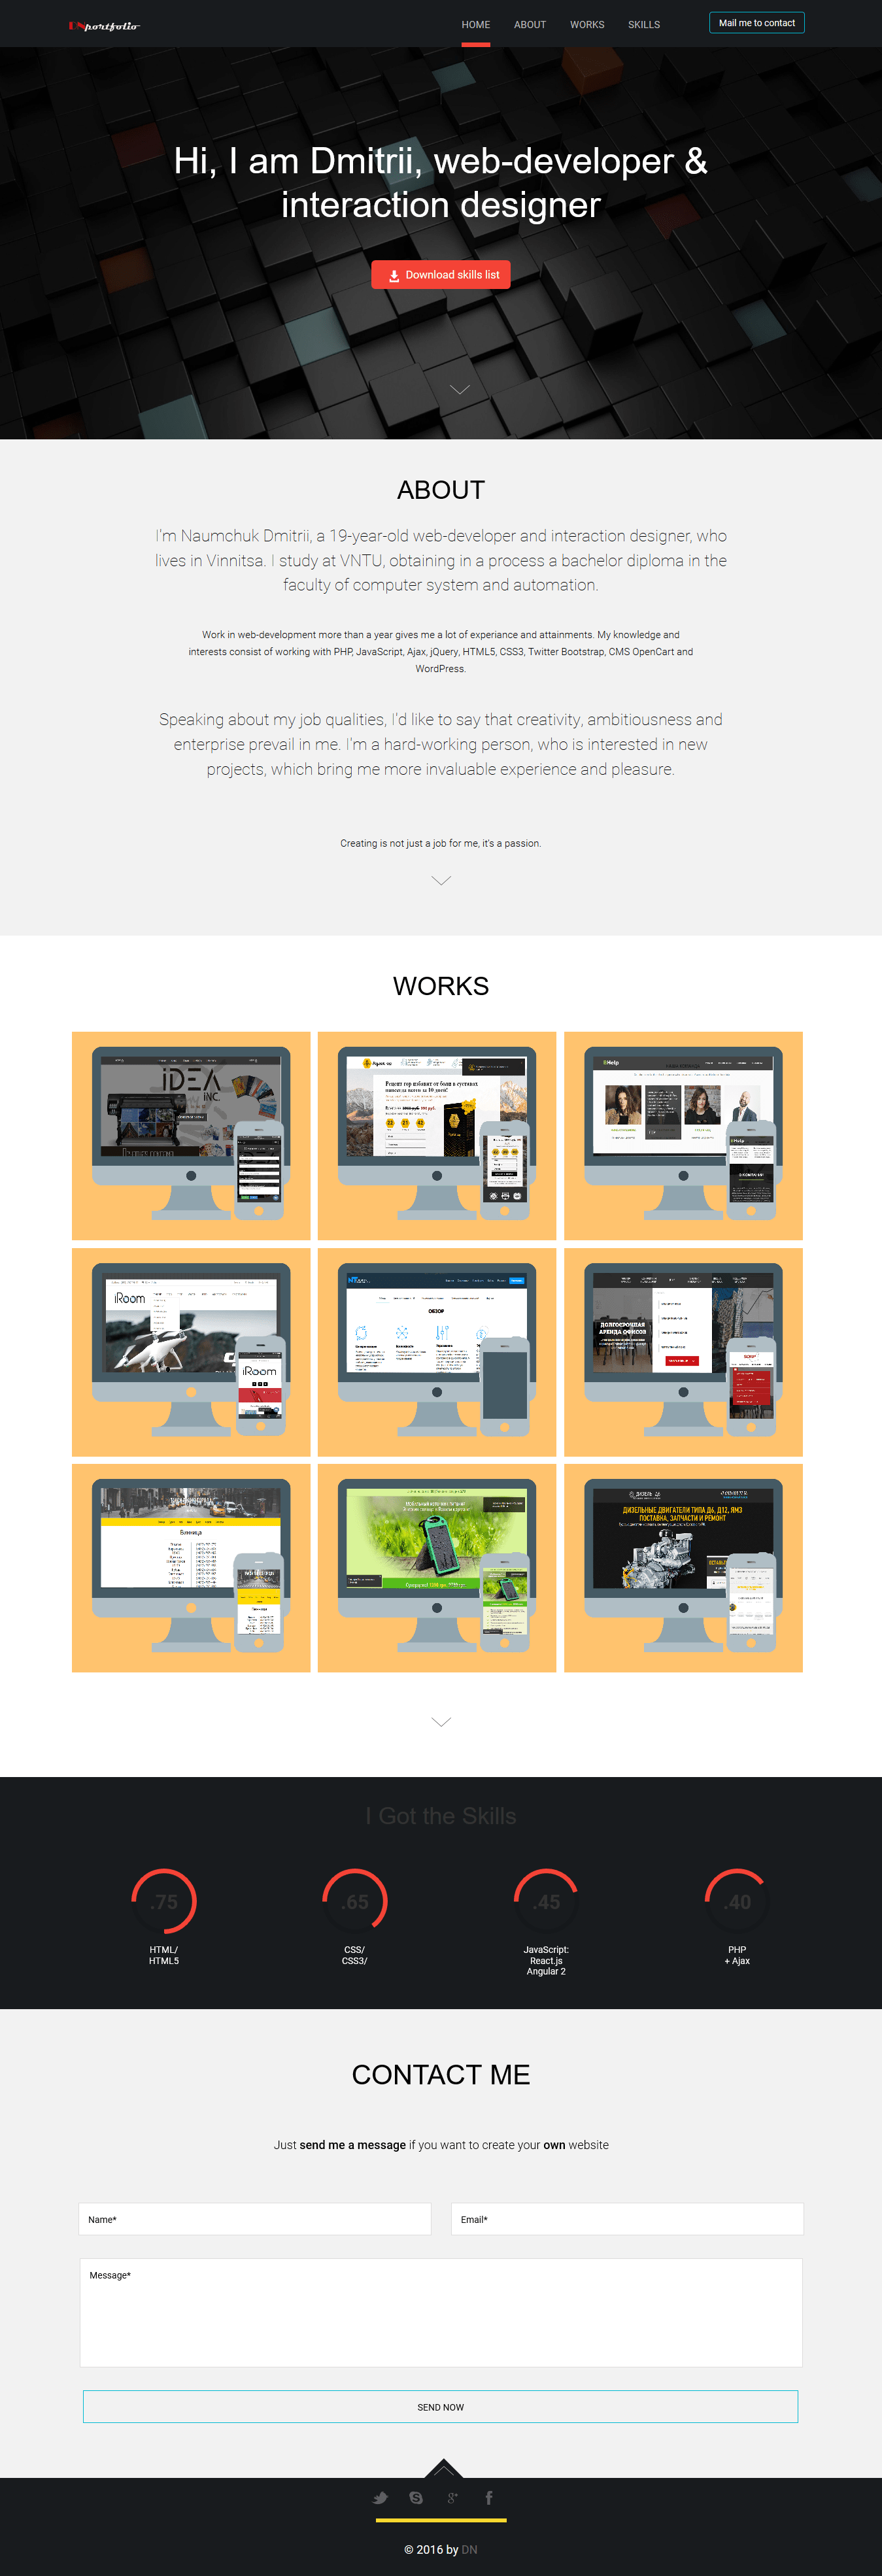 DNportfolio
HOME
ABOUT
WORKS
SKILLS
Mail me to contact
Hi, I am Dmitrii, web-developer &
interaction designer
Download skills list
ABOUT
I'm Naumchuk Dmitrii, a 19-year-old web-developer and interaction designer, who
lives in Vinnitsa. I study at VNTU, obtaining in a process a bachelor diploma in the
faculty of computer system and automation.
Work in web-development more than a year gives me a lot of experiance and attainments. My knowledge and
interests consist of working with PHP, JavaScript, Ajax, jQuery, HTML5, CSS3, Twitter Bootstrap, CMS OpenCart and
WordPress.
Speaking about my job qualities, I'd like to say that creativity, ambitiousness and
enterprise prevail in me. I'm a hard-working person, who is interested in new
projects, which bring me more invaluable experience and pleasure.
Creating is not just a job for me, it's a passion.
WORKS
iDEA
iNC.
Help
Help
iRoom
iRoom
ОБЗОР
ДОЛГОСРОЧНАЯ
АРЕНДА ОФИСОВ
Винница
ДИЗЕЛЬ
ДИЗЕЛЬНЫЕ ДВИГАТЕЛИ ТИПА Д6, Д12, ЯМЗ
ПОСТАВКА, ЗАПЧАСТИ И РЕМОНТ
I Got the Skills
.75
.65
.45
.40
HTML/
HTML5
CSS/
CSS3/
JavaScript:
React.js
Angular 2
PHP
+ Ajax
CONTACT ME
Just send me a message if you want to create your own website
Name*
Email*
Message*
SEND NOW
© 2016 by DN